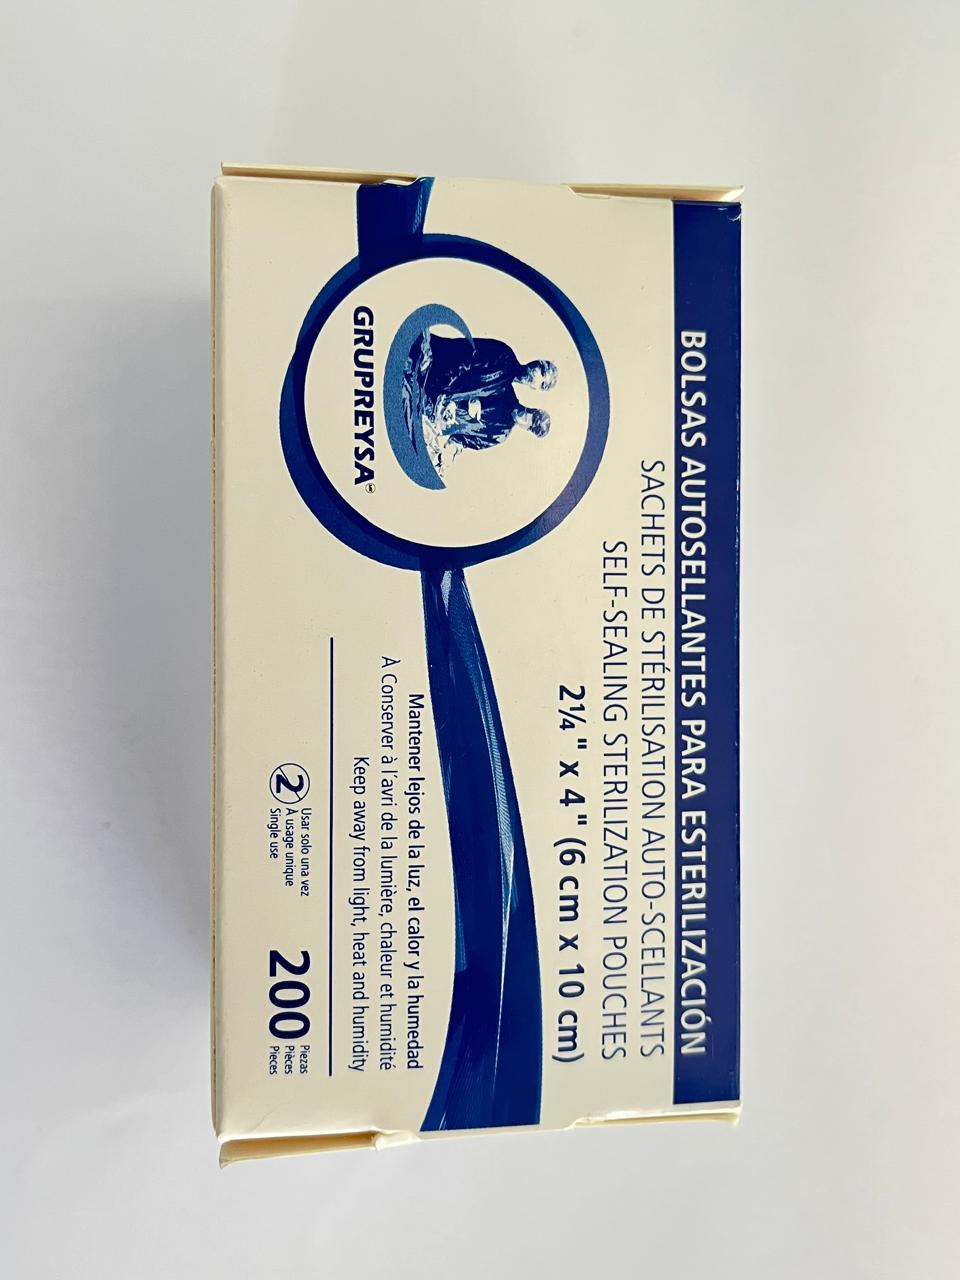 BOLSAS AUTOSELLANTES PARA ESTERILIZACIÓN
SACHETS DE STÉRILISATION AUTO-SCELLANTS
SELF-SEALING STERILIZATION POUCHES
2¼" x 4" (6 cm x 10 cm)
GRUPREYSA
Mantener lejos de la luz, el calor y la humedad
À Conserver à l'avri de la lumière, chaleur et humidité
Keep away from light, heat and humidity
2
Usar solo una vez
À usage unique
Single use
200
Piezas
Pièces
Pieces